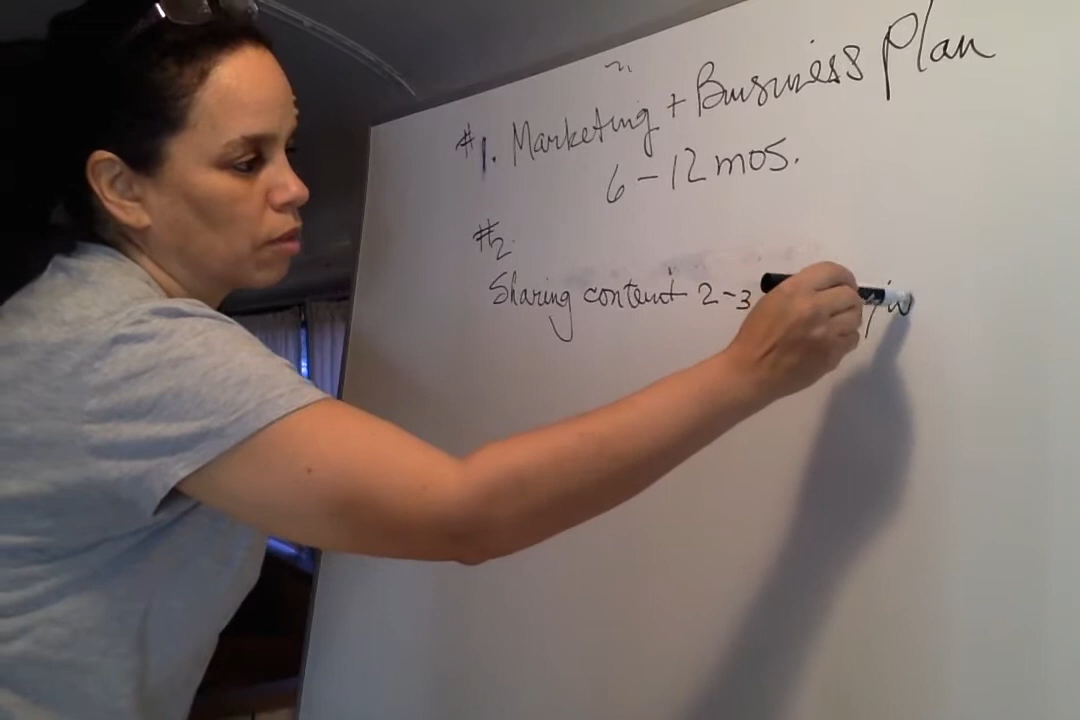 #1. Marketing + Business Plan
6-12 mos.
#2.
Sharing content 2-3